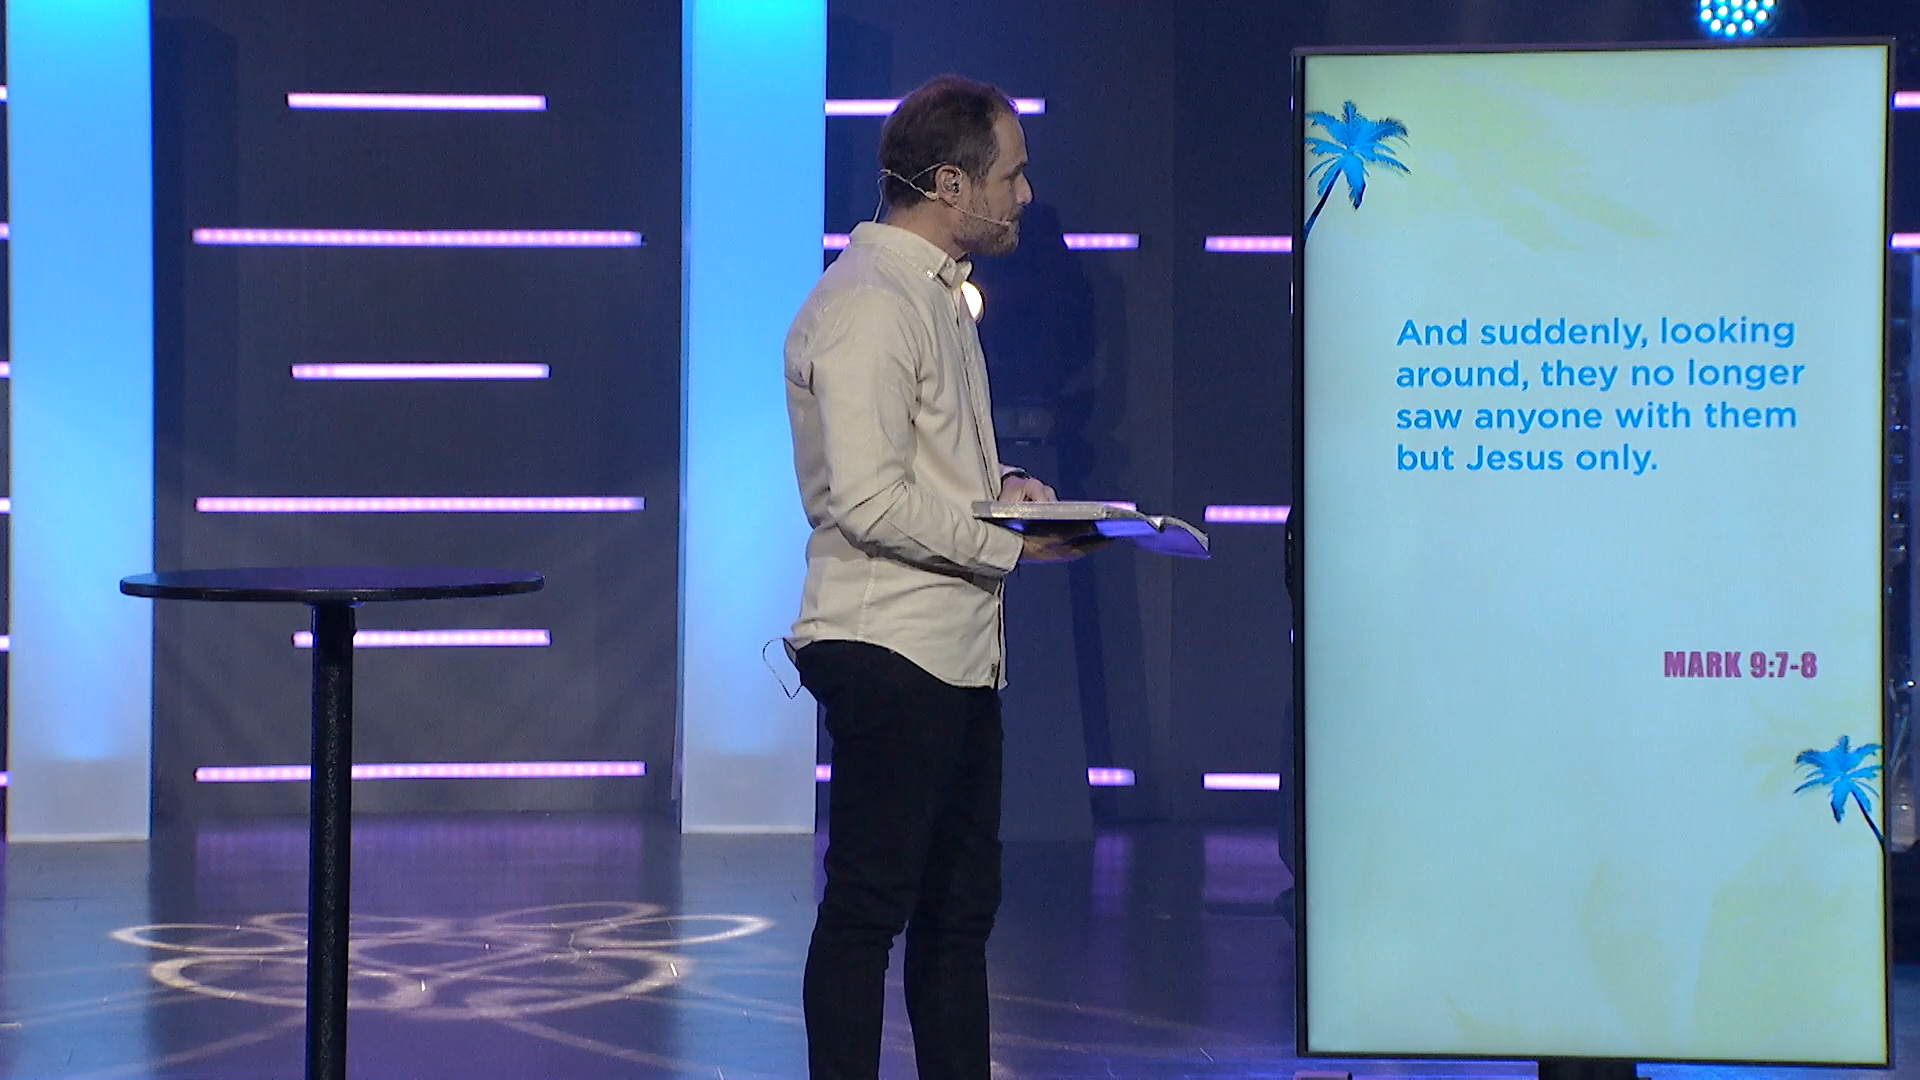 And suddenly, looking
around, they no longer
saw anyone with them
but Jesus only.
MARK 9:7-8